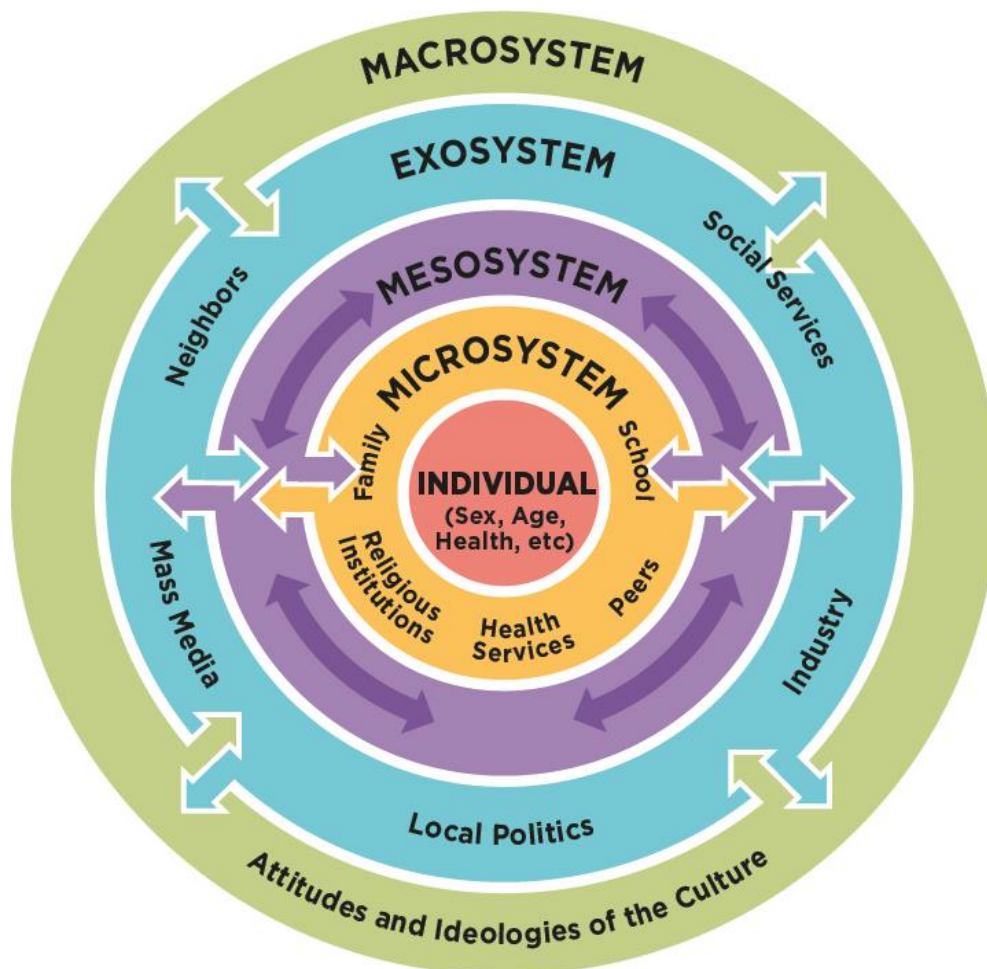 MACROSYSTEM
EXOSYSTEM
MESOSYSTEM
MICROSYSTEM
INDIVIDUAL
(Sex, Age,
Health, etc)
Family
School
Religious
Institutions
Health
Services
Peers
Neighbors
Social Services
Mass Media
Industry
Local Politics
Attitudes and Ideologies of the Culture